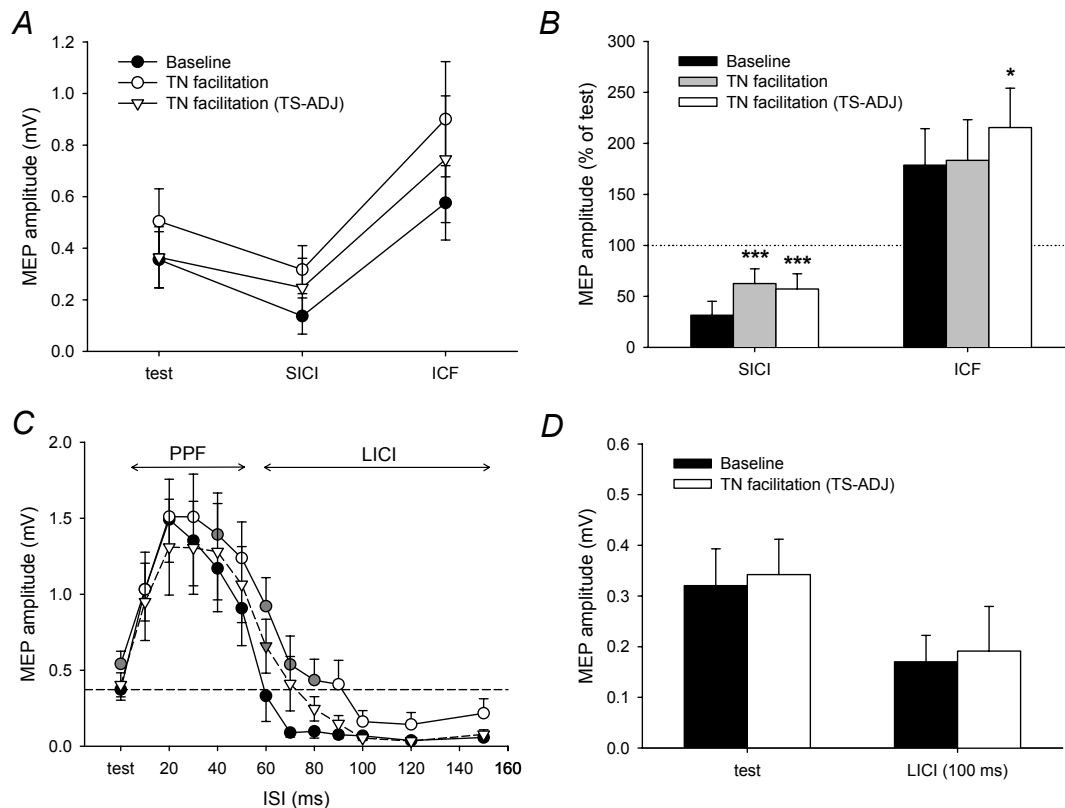 A
MEP amplitude (mV)
1.2
1.0
0.8
0.6
0.4
0.2
0.0
Baseline
TN facilitation
TN facilitation (TS-ADJ)
test SICI ICF
B
MEP amplitude (% of test)
300
250
200
150
100
50
0
Baseline
TN facilitation
TN facilitation (TS-ADJ)
*
*** ***
SICI ICF
C
MEP amplitude (mV)
2.0
1.5
1.0
0.5
0.0
PPF LICI
test 20 40 60 80 100 120 140 150 160
ISI (ms)
D
MEP amplitude (mV)
0.6
0.5
0.4
0.3
0.2
0.1
0.0
Baseline
TN facilitation (TS-ADJ)
test LICI (100 ms)